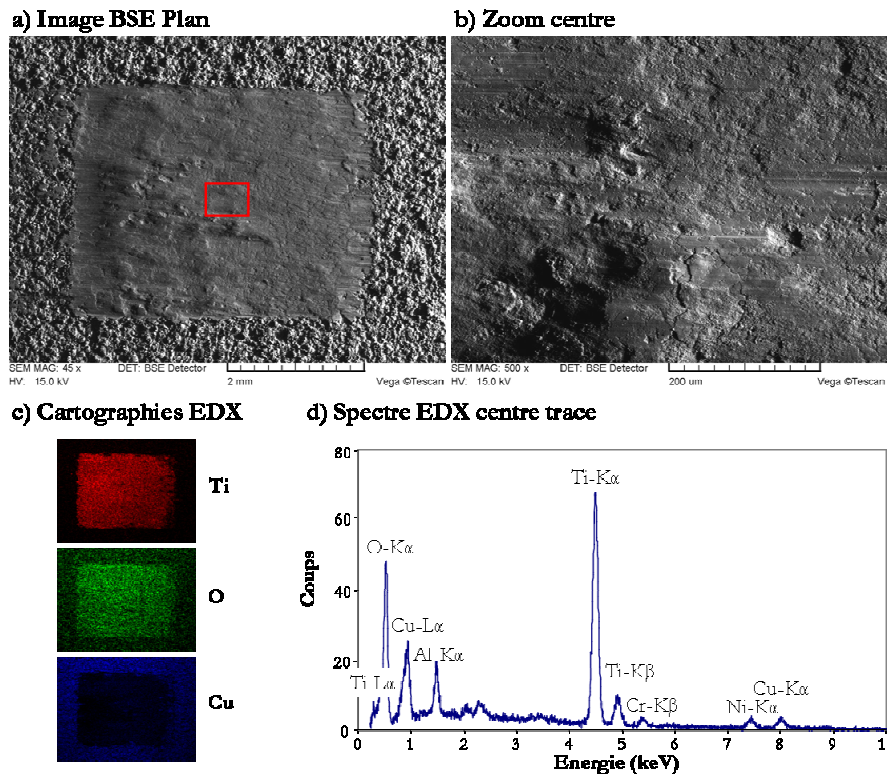 a) Image BSE Plan
b) Zoom centre
SEM MAG: 45 x DET: BSE Detector
HV: 15.0 kV 2 mm Vega ©Tescan
SEM MAG: 500 x DET: BSE Detector
HV: 15.0 kV 200 um Vega ©Tescan
c) Cartographies EDX
Ti
O
Cu
d) Spectre EDX centre trace
80
60
40
20
0
Coups
Ti-Kα
O-Kα
Cu-Lα
Al Kα
Ti Lα
Ti-Kβ
Cr-Kβ
Cu-Kα
Ni-Kα
0 1 2 3 4 5 6 7 8 9 1
Energie (keV)